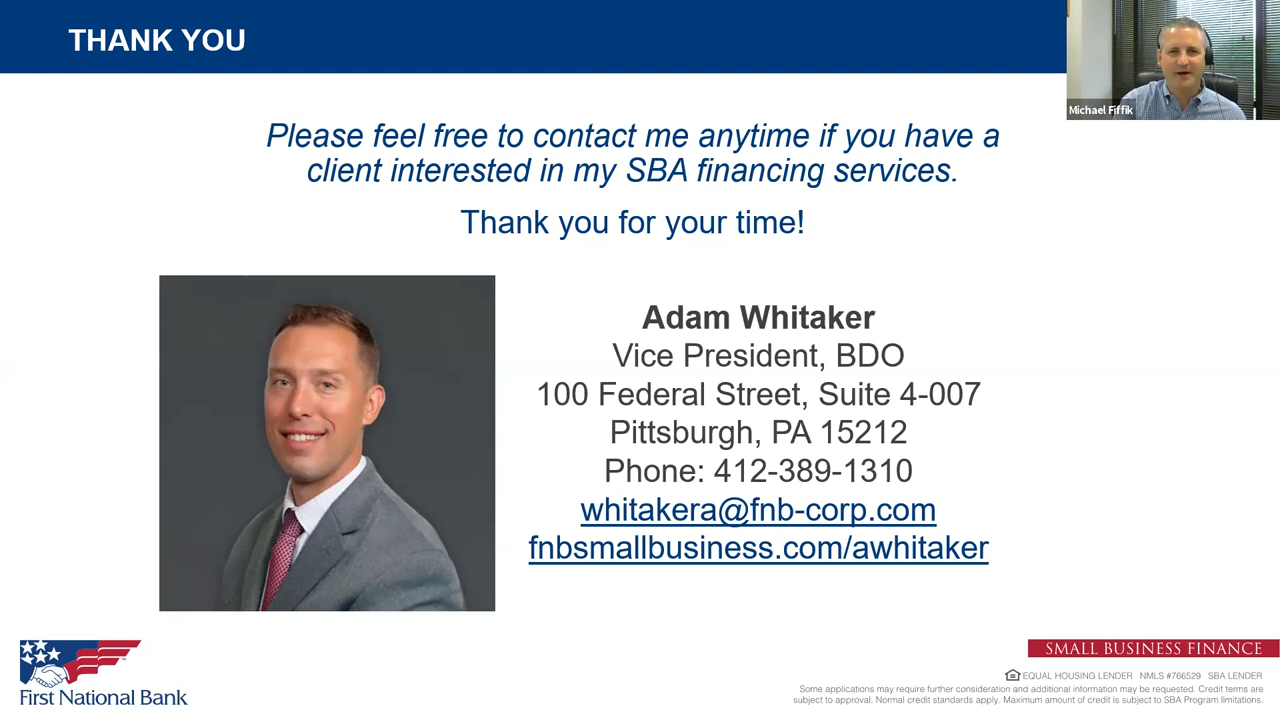 THANK YOU
Michael Fiffik
Please feel free to contact me anytime if you have a
client interested in my SBA financing services.
Thank you for your time!
Adam Whitaker
Vice President, BDO
100 Federal Street, Suite 4-007
Pittsburgh, PA 15212
Phone: 412-389-1310
whitakera@fnb-corp.com
fnbsmallbusiness.com/awhitaker
First National Bank
SMALL BUSINESS FINANCE
EQUAL HOUSING LENDER NMLS #766529 SBA LENDER
Some applications may require further consideration and additional information may be requested. Credit terms are
subject to approval. Normal credit standards apply. Maximum amount of credit is subject to SBA Program limitations.